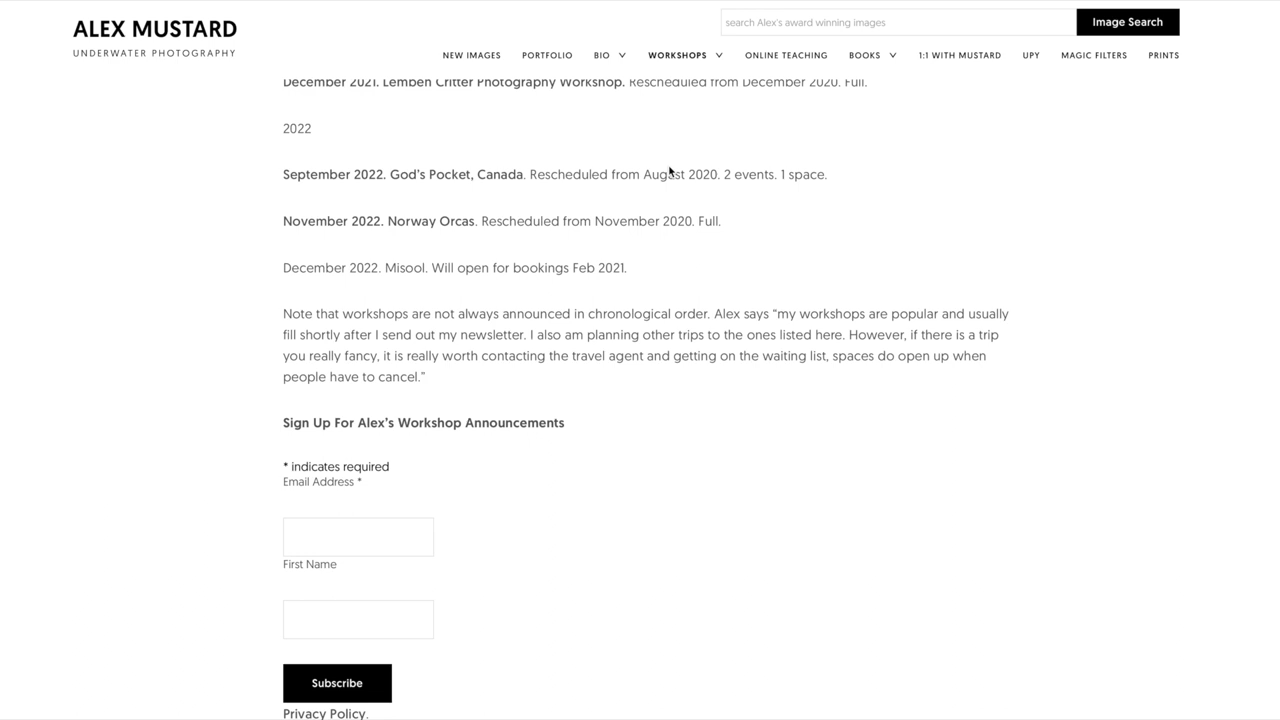 ALEX MUSTARD
UNDERWATER PHOTOGRAPHY
search Alex's award winning images
Image Search
NEW IMAGES PORTFOLIO BIO WORKSHOPS ONLINE TEACHING BOOKS 1:1 WITH MUSTARD UPY MAGIC FILTERS PRINTS
December 2021. Lembeh Critter Photography Workshop. Rescheduled from December 2020. Full.
2022
September 2022. God’s Pocket, Canada. Rescheduled from August 2020. 2 events. 1 space.
November 2022. Norway Orcas. Rescheduled from November 2020. Full.
December 2022. Misool. Will open for bookings Feb 2021.
Note that workshops are not always announced in chronological order. Alex says “my workshops are popular and usually
fill shortly after I send out my newsletter. I also am planning other trips to the ones listed here. However, if there is a trip
you really fancy, it is really worth contacting the travel agent and getting on the waiting list, spaces do open up when
people have to cancel.”
Sign Up For Alex’s Workshop Announcements
* indicates required
Email Address *
First Name
Subscribe
Privacy Policy.